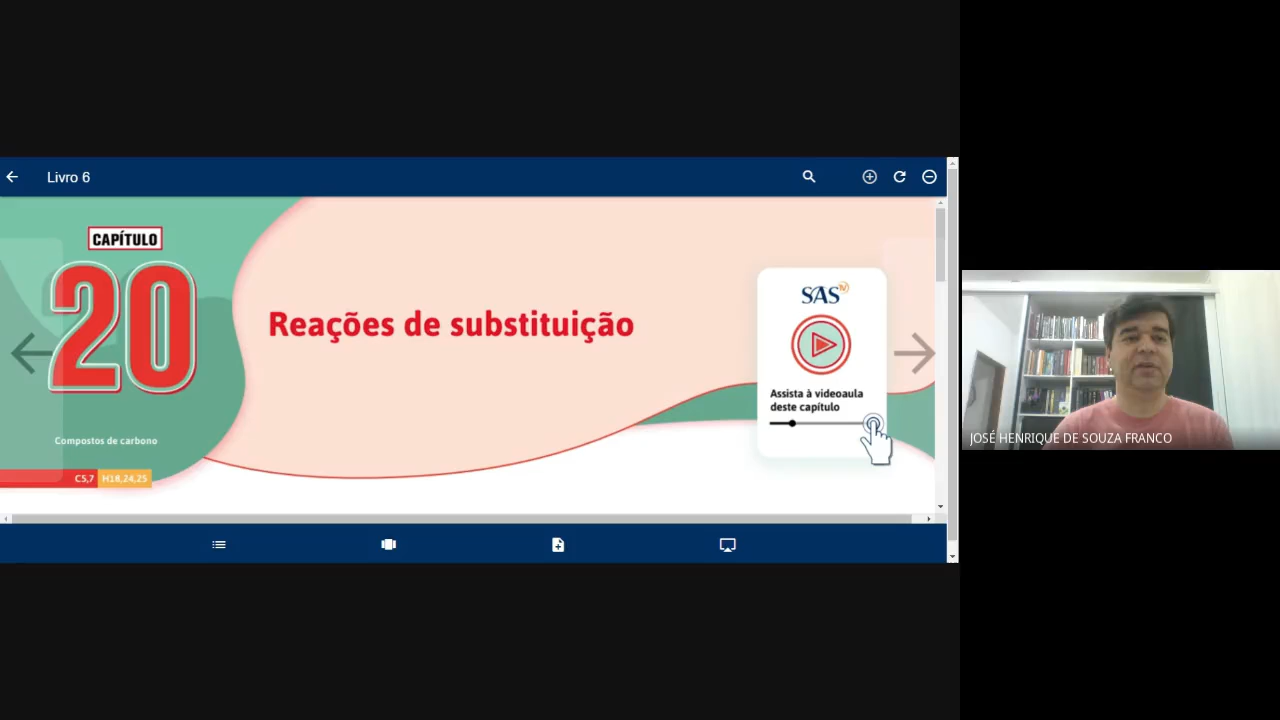 Livro 6
CAPÍTULO
20
Reações de substituição
SAS TV
Assista à videoaula
deste capítulo
Compostos de carbono
C5,7 H18,24,25
JOSÉ HENRIQUE DE SOUZA FRANCO